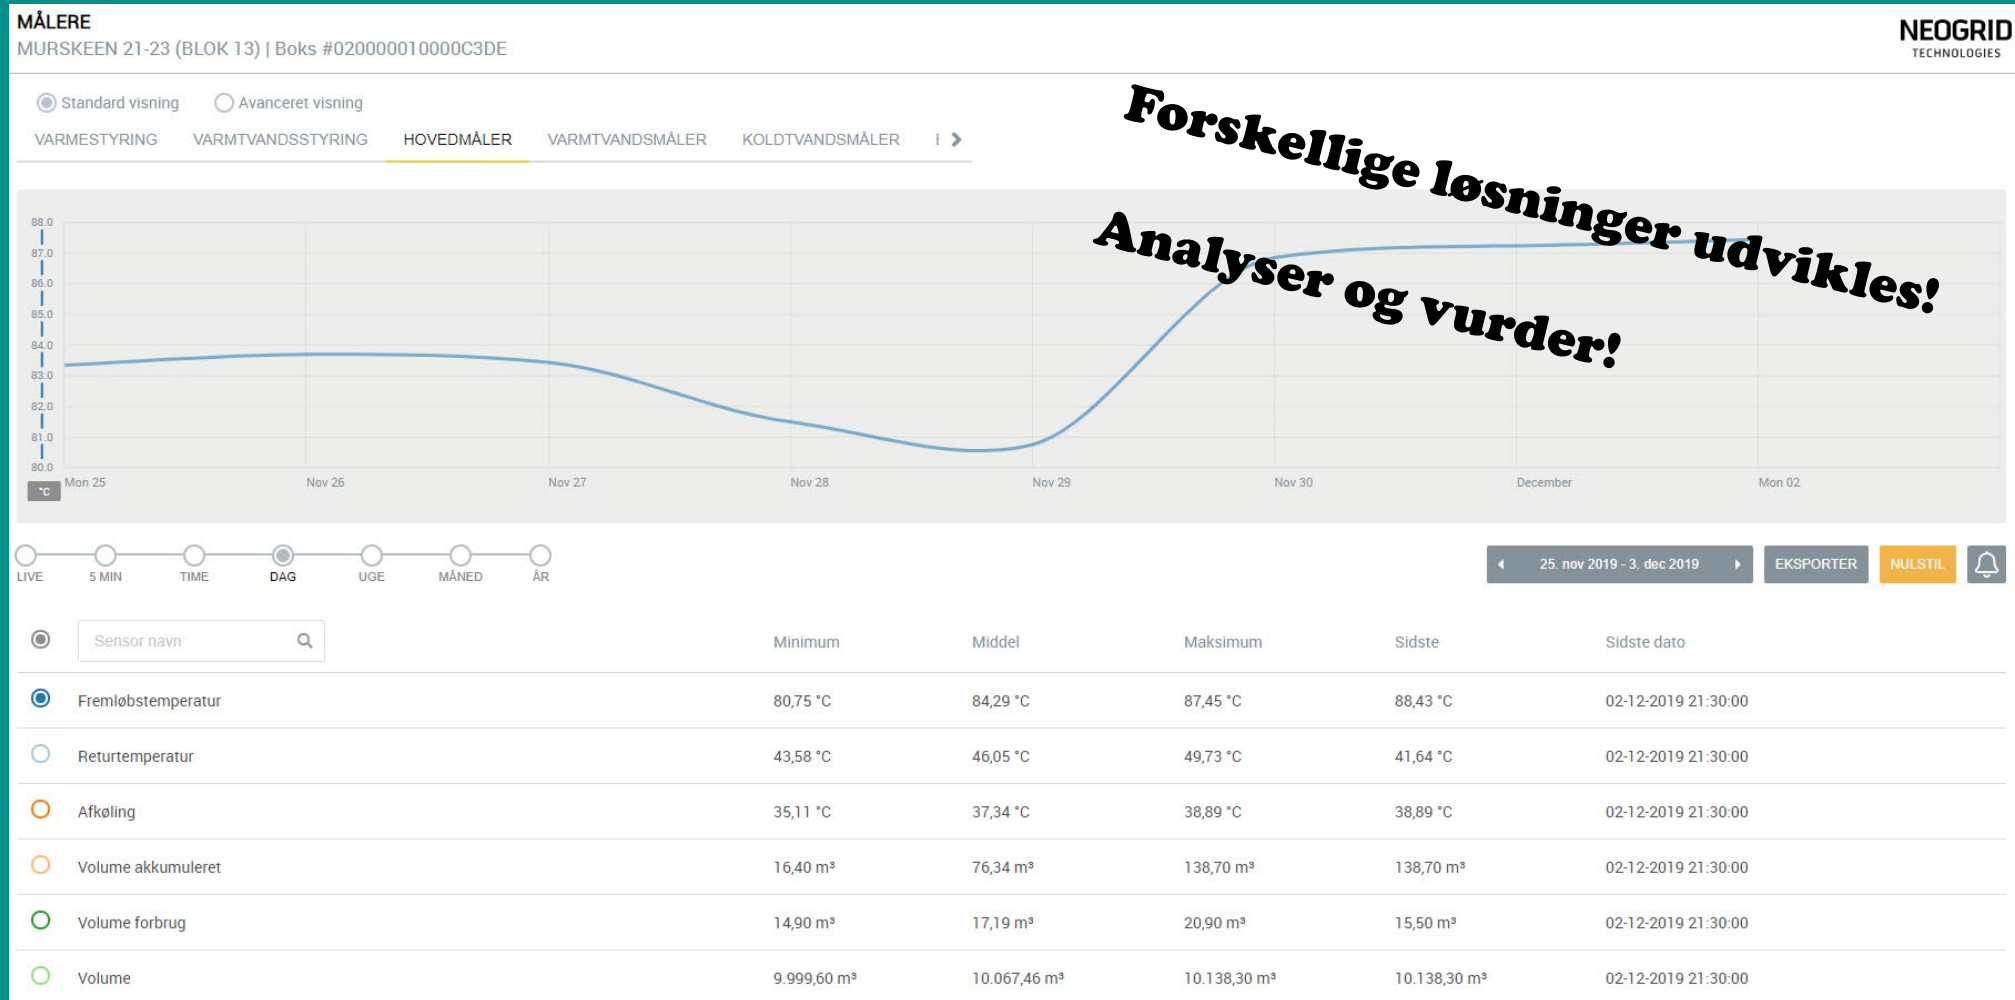 MÅLERE
MURSKEEN 21-23 (BLOK 13) | Boks #020000010000C3DE
NEOGRID
TECHNOLOGIES
Standard visning Avanceret visning
VARMESTYRING VARMTVANDSSTYRING HOVEDMÅLER VARMTVANDSMÅLER KOLDTVANDSMÅLER
Forskellige løsninger udvikles!
Analyser og vurder!
88.0
87.0
86.0
85.0
84.0
83.0
82.0
81.0
80.0
°C
Mon 25 Nov 26 Nov 27 Nov 28 Nov 29 Nov 30 December Mon 02
LIVE 5 MIN TIME DAG UGE MÅNED ÅR
25. nov 2019 - 3. dec 2019 EKSPORTER NULSTIL
Sensor navn Minimum Middel Maksimum Sidste Sidste dato
Fremløbstemperatur 80,75 °C 84,29 °C 87,45 °C 88,43 °C 02-12-2019 21:30:00
Returtemperatur 43,58 °C 46,05 °C 49,73 °C 41,64 °C 02-12-2019 21:30:00
Afkøling 35,11 °C 37,34 °C 38,89 °C 38,89 °C 02-12-2019 21:30:00
Volume akkumuleret 16,40 m³ 76,34 m³ 138,70 m³ 138,70 m³ 02-12-2019 21:30:00
Volume forbrug 14,90 m³ 17,19 m³ 20,90 m³ 15,50 m³ 02-12-2019 21:30:00
Volume 9.999,60 m³ 10.067,46 m³ 10.138,30 m³ 10.138,30 m³ 02-12-2019 21:30:00